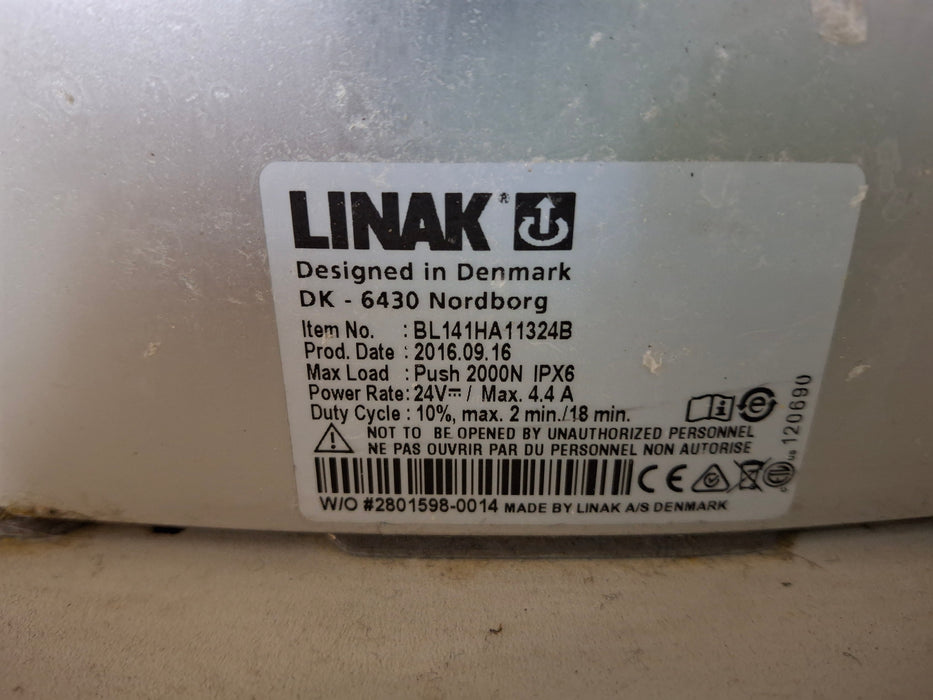 LINAK®
Designed in Denmark
DK - 6430 Nordborg
Item No. : BL141HA11324B
Prod. Date : 2016.09.16
Max Load : Push 2000N IPX6
Power Rate: 24V⎓ / Max. 4.4 A
Duty Cycle : 10%, max. 2 min./18 min.
NOT TO BE OPENED BY UNAUTHORIZED PERSONNEL
NE PAS OUVRIR PAR DU PERSONNEL NON AUTORISE
W/O #2801598-0014 MADE BY LINAK A/S DENMARK
CE
120690